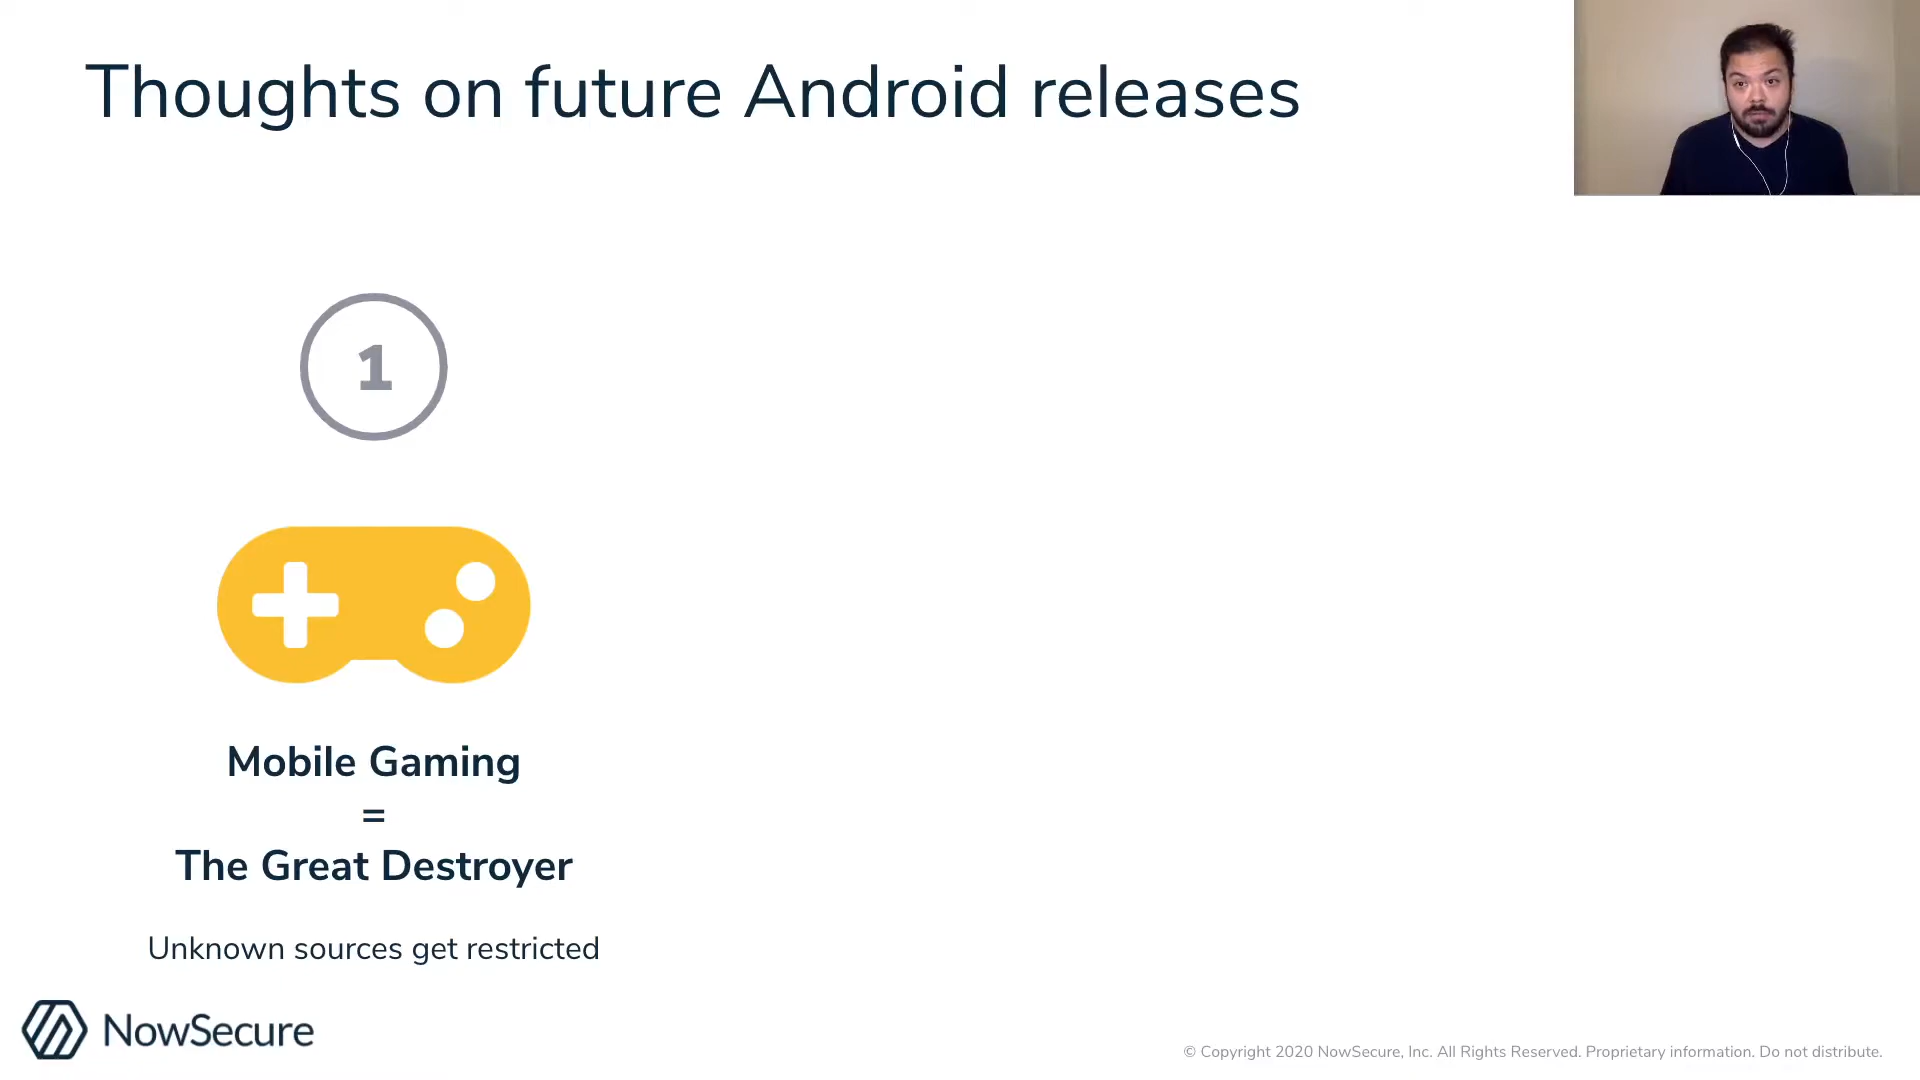 Thoughts on future Android releases
1
Mobile Gaming
=
The Great Destroyer
Unknown sources get restricted
NowSecure
© Copyright 2020 NowSecure, Inc. All Rights Reserved. Proprietary information. Do not distribute.